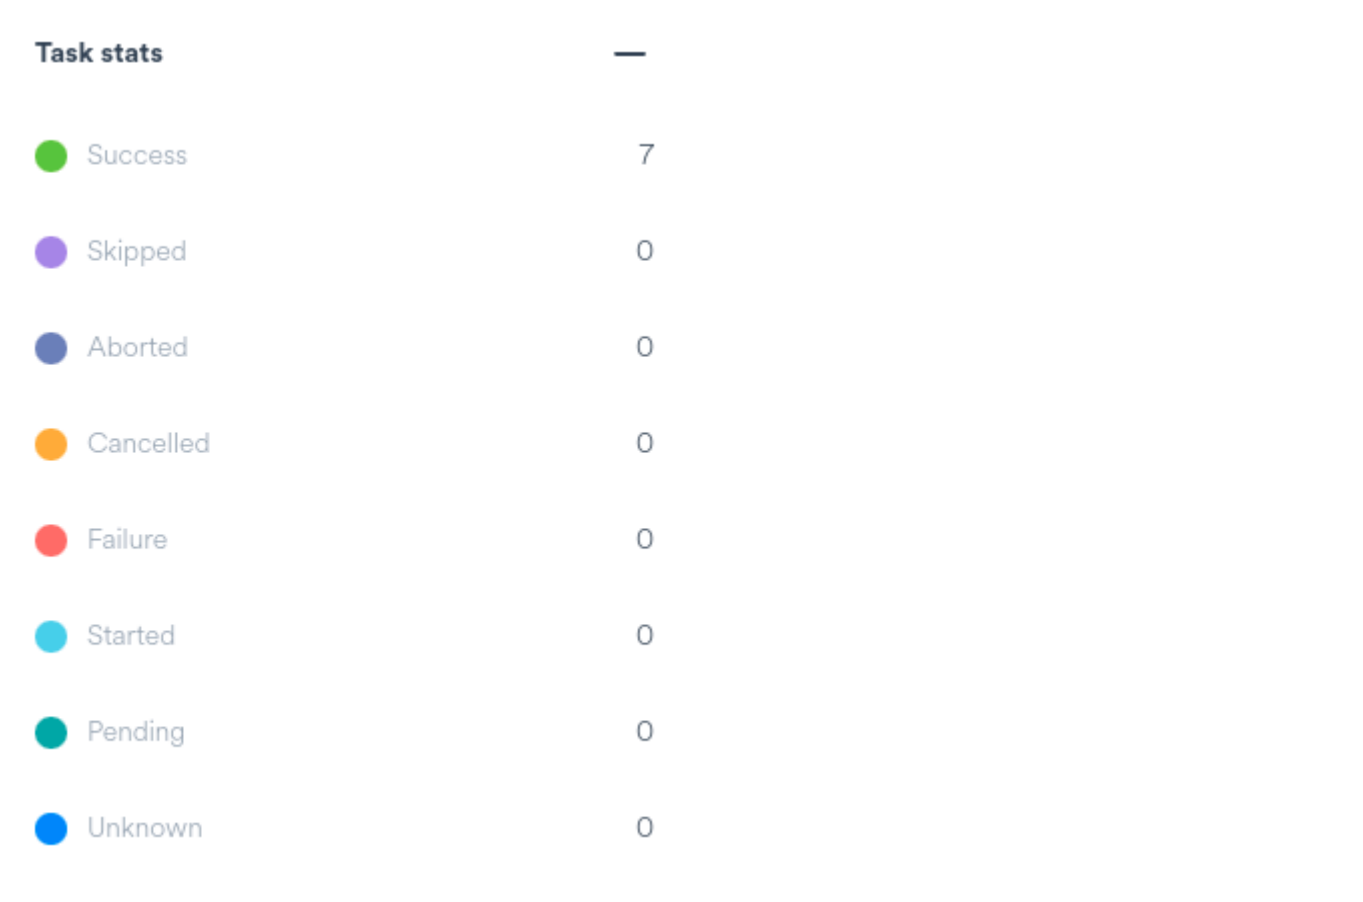 Task stats
Success 7
Skipped 0
Aborted 0
Cancelled 0
Failure 0
Started 0
Pending 0
Unknown 0